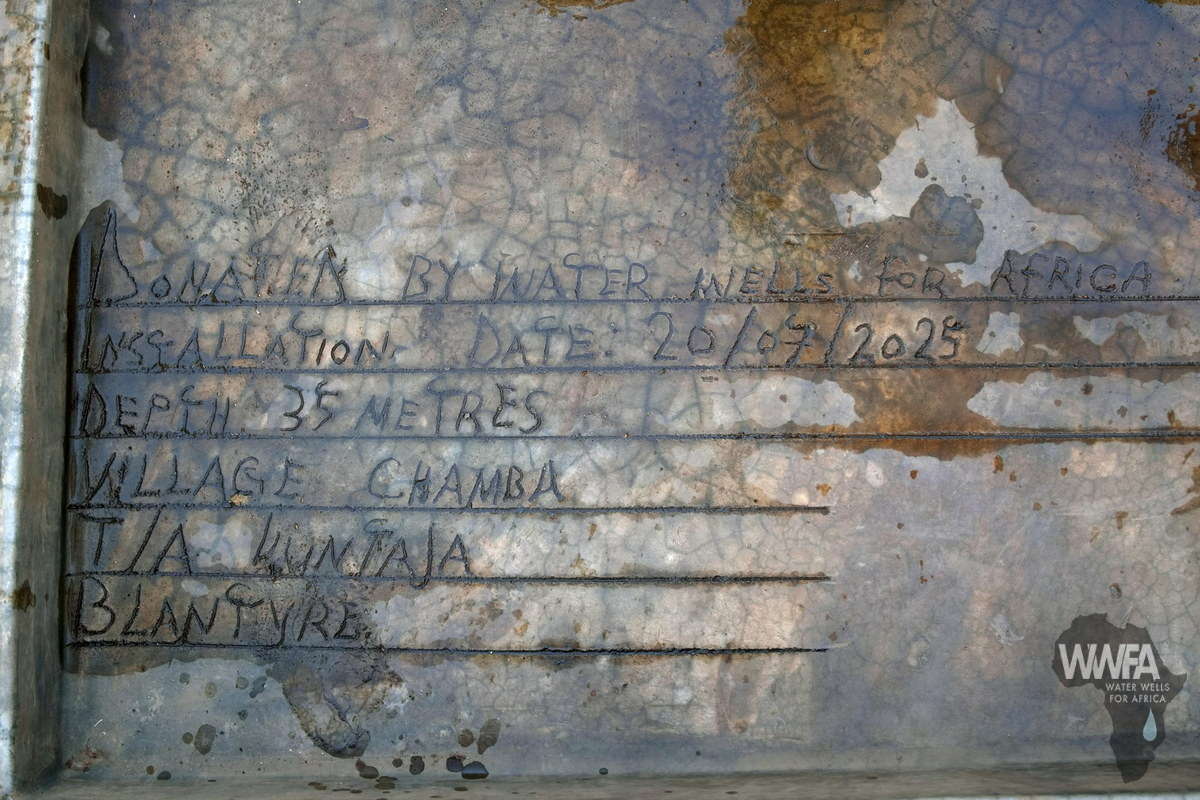 DONATED BY WATER WELLS FOR AFRICA
INSTALLATION DATE: 20/07/2025
DEPTH 35 METRES
VILLAGE CHAMBA
T/A KUNTAJA
BLANTYRE
WWFA
WATER WELLS
FOR AFRICA